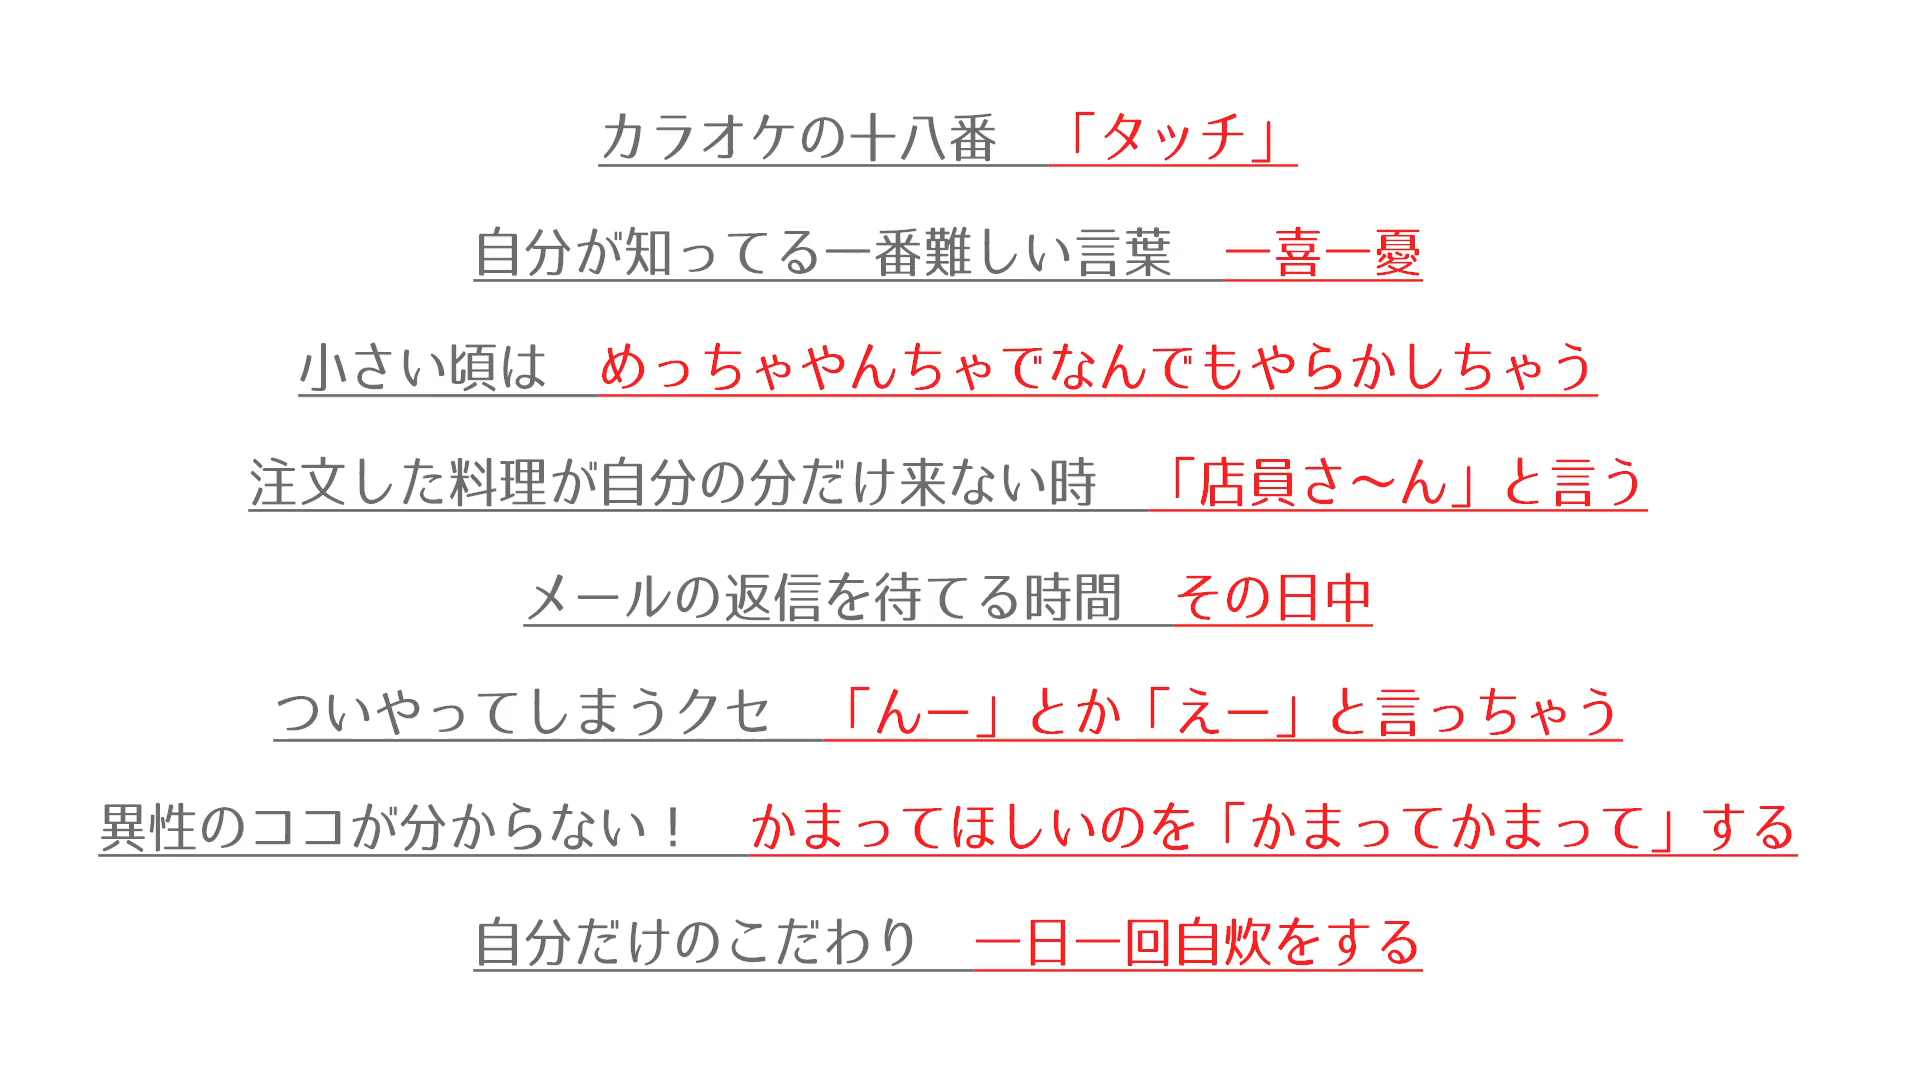 カラオケの十八番　「タッチ」
自分が知ってる一番難しい言葉　一喜一憂
小さい頃は　めっちゃやんちゃでなんでもやらかしちゃう
注文した料理が自分の分だけ来ない時　「店員さ〜ん」と言う
メールの返信を待てる時間　その日中
ついやってしまうクセ　「んー」とか「えー」と言っちゃう
異性のココが分からない！　かまってほしいのを「かまってかまって」する
自分だけのこだわり　一日一回自炊をする